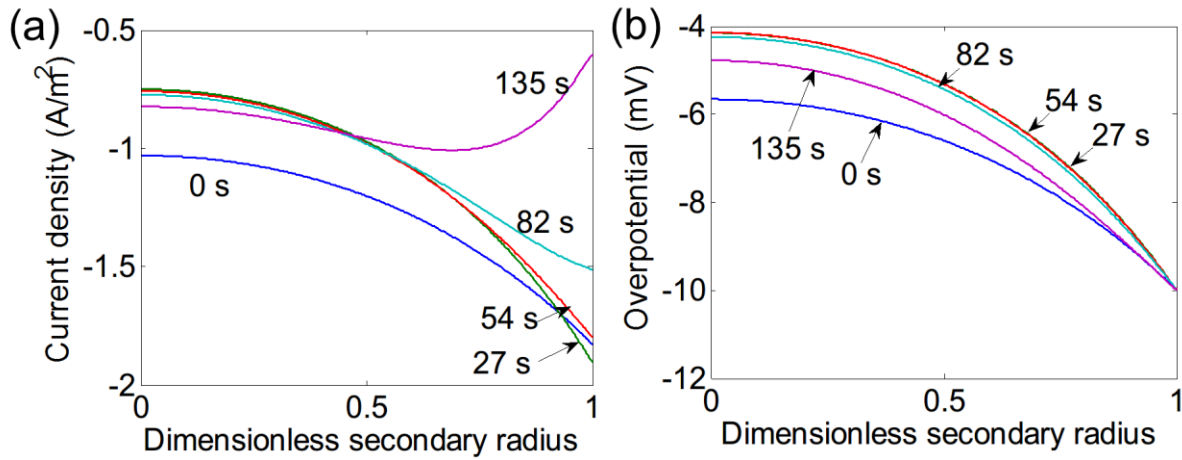 (a)
Current density (A/m²)
-0.5
-1
-1.5
-2
0
0.5
1
Dimensionless secondary radius
135 s
0 s
82 s
54 s
27 s
(b)
Overpotential (mV)
-4
-6
-8
-10
-12
0
0.5
1
Dimensionless secondary radius
82 s
54 s
27 s
135 s
0 s